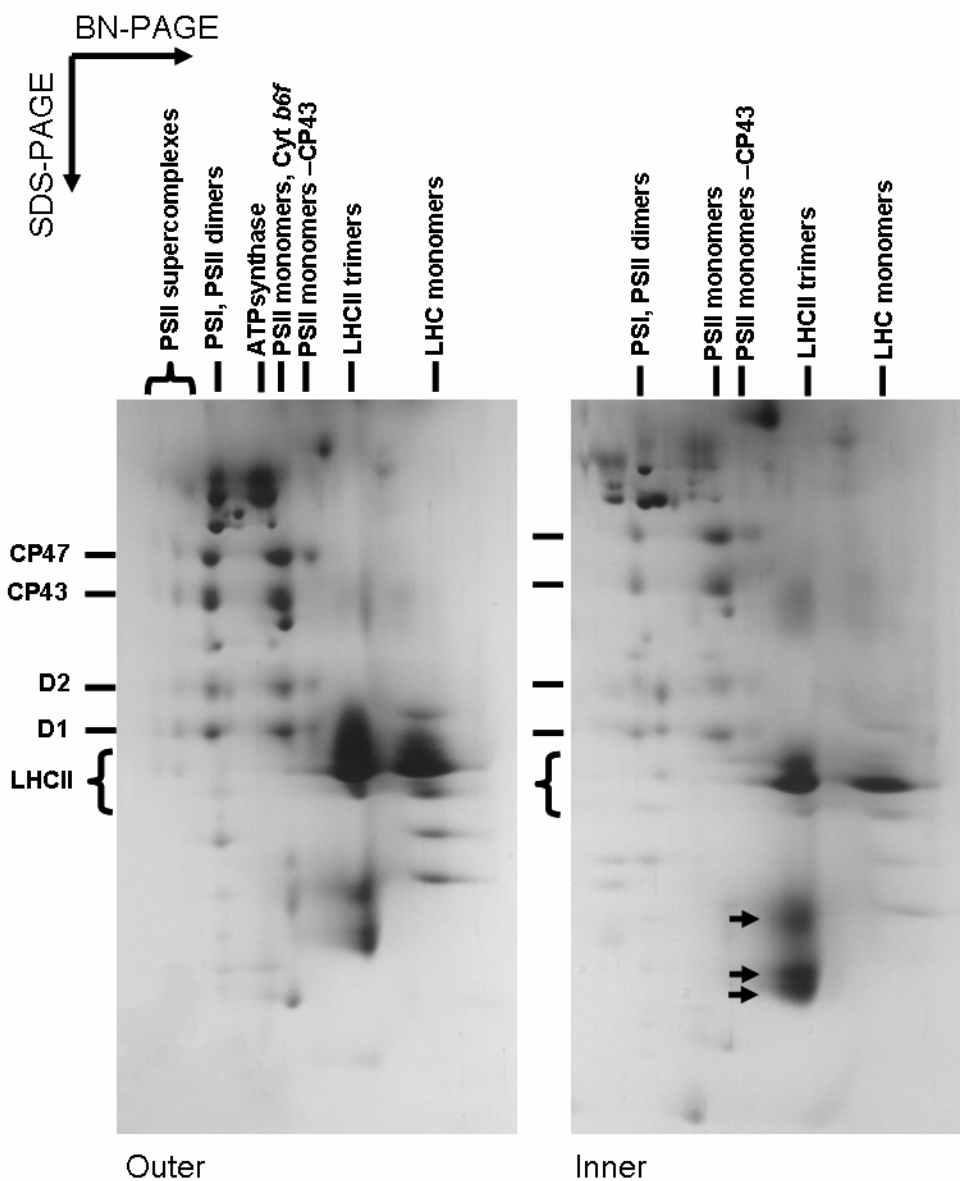 BN-PAGE
SDS-PAGE
PSII supercomplexes
PSI, PSII dimers
ATPsynthase
PSII monomers, Cyt b6f
PSII monomers –CP43
LHCII trimers
LHC monomers
PSI, PSII dimers
PSII monomers
PSII monomers –CP43
LHCII trimers
LHC monomers
CP47
CP43
D2
D1
LHCII
Outer
Inner